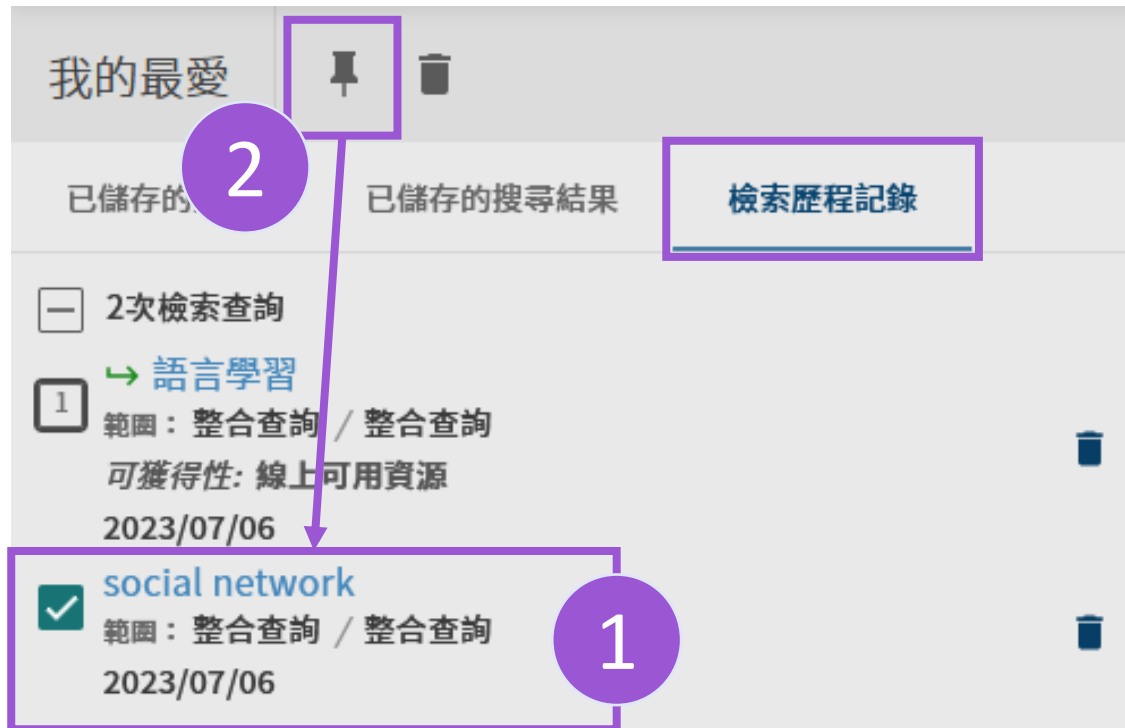 我的最愛
2
已儲存的
已儲存的搜尋結果
檢索歷程記錄
2次檢索查詢
1
語言學習
範圍：整合查詢 / 整合查詢
可獲得性: 線上可用資源
2023/07/06
social network
範圍：整合查詢 / 整合查詢
1
2023/07/06